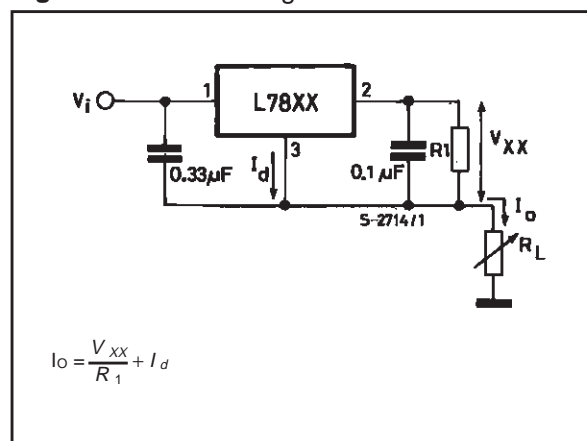 1
L78XX
2
Vi
3
0.33µF
Id
0.1µF
R1
VXX
S-2714/1
Io
RL
IO = VXX / R1 + Id